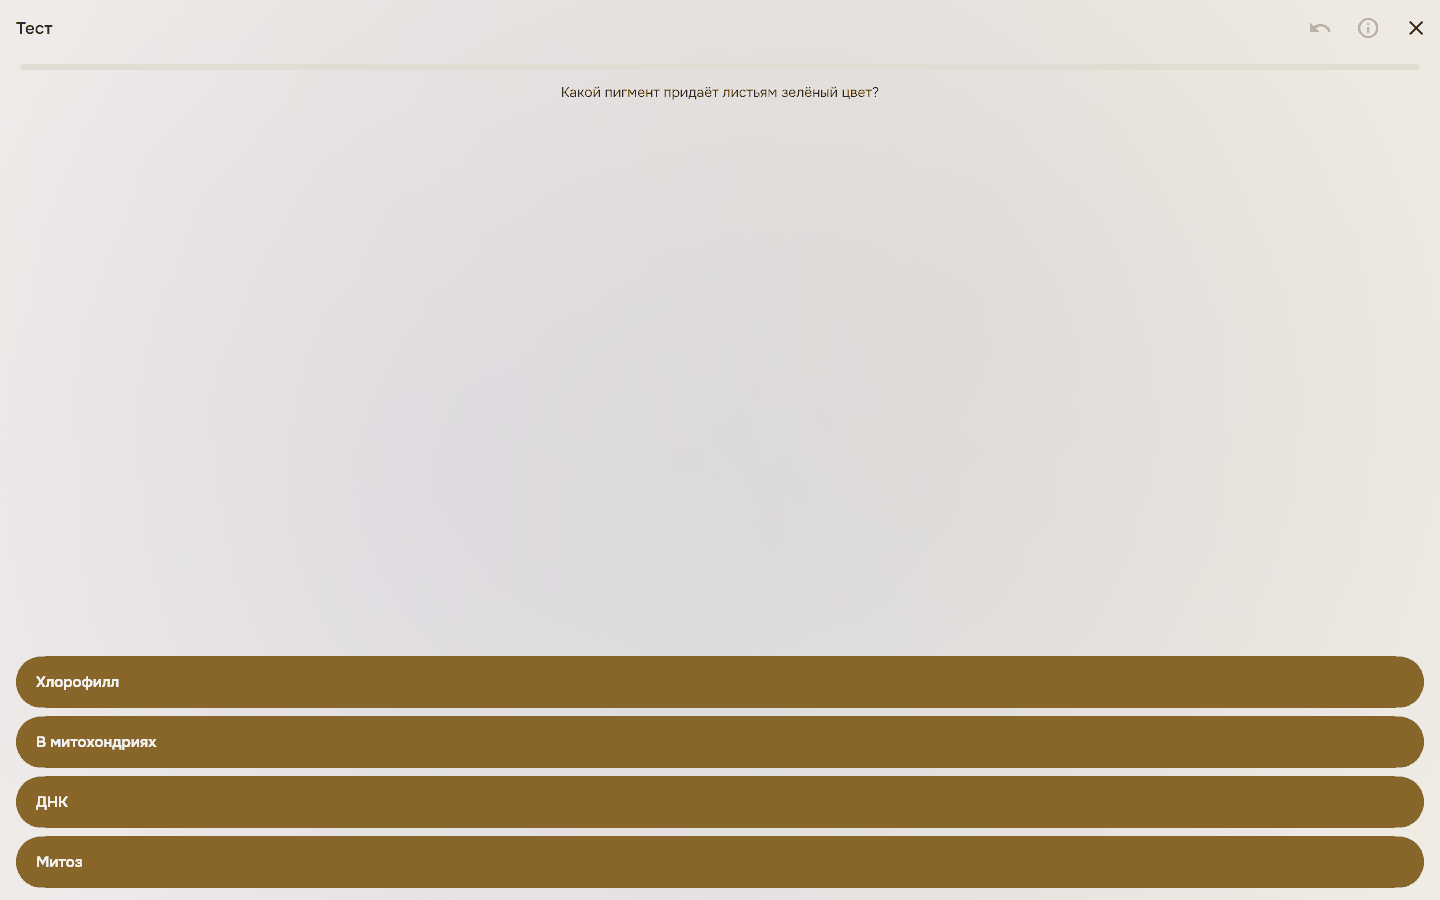 Тест
Какой пигмент придаёт листьям зелёный цвет?
Хлорофилл
В митохондриях
ДНК
Митоз